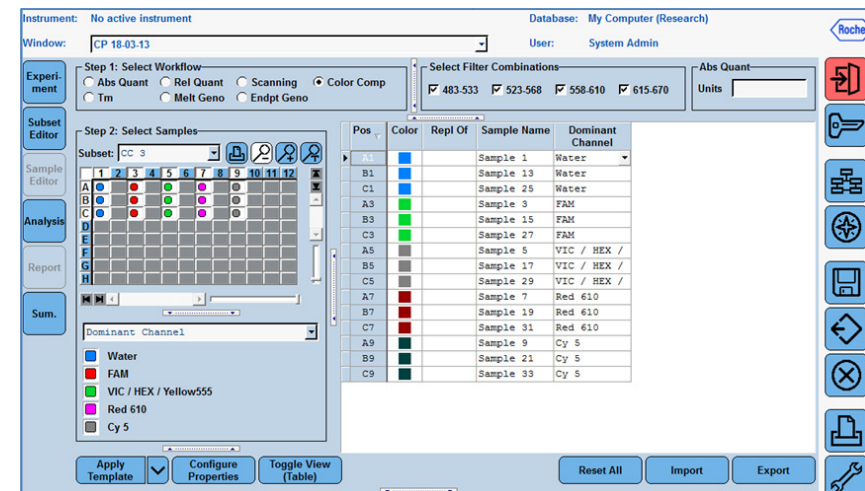 Instrument: No active instrument Database: My Computer (Research)
Window: CP 18-03-13 User: System Admin
Roche
Experi-
ment
Subset
Editor
Sample
Editor
Analysis
Report
Sum.
Step 1: Select Workflow
Abs Quant Rel Quant Scanning Color Comp
Tm Melt Geno Endpt Geno
Select Filter Combinations
483-533 523-568 558-610 615-670
Abs Quant
Units
Step 2: Select Samples
Subset: CC 3
1 2 3 4 5 6 7 8 9 10 11 12
A
B
C
D
E
F
G
H
Dominant Channel
Water
FAM
VIC / HEX / Yellow555
Red 610
Cy 5
Pos Color Repl Of Sample Name Dominant
Channel
A1 Sample 1 Water
B1 Sample 13 Water
C1 Sample 25 Water
A3 Sample 3 FAM
B3 Sample 15 FAM
C3 Sample 27 FAM
A5 Sample 5 VIC / HEX /
B5 Sample 17 VIC / HEX /
C5 Sample 29 VIC / HEX /
A7 Sample 7 Red 610
B7 Sample 19 Red 610
C7 Sample 31 Red 610
A9 Sample 9 Cy 5
B9 Sample 21 Cy 5
C9 Sample 33 Cy 5
Apply
Template
Configure
Properties
Toggle View
(Table)
Reset All Import Export